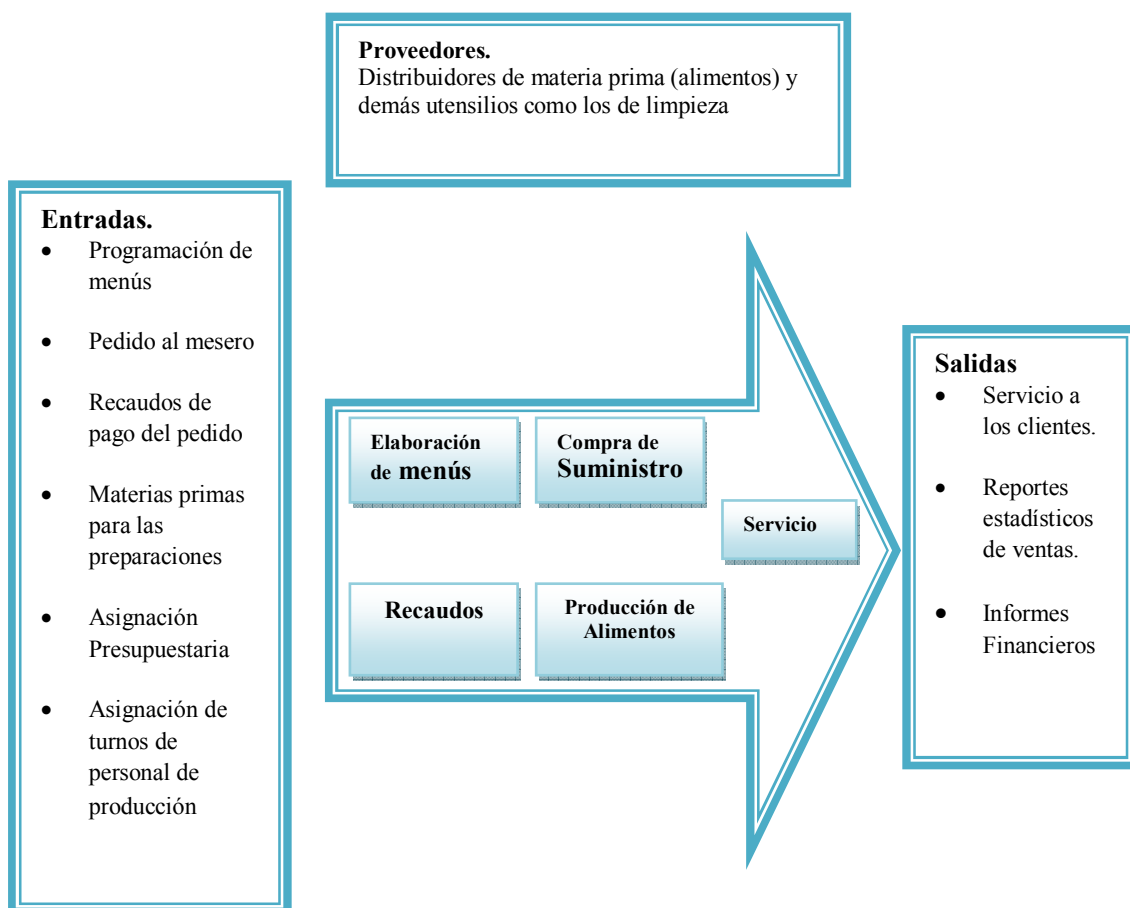 Proveedores.
Distribuidores de materia prima (alimentos) y
demás utensilios como los de limpieza
Entradas.
• Programación de
menús
• Pedido al mesero
• Recaudos de
pago del pedido
• Materias primas
para las
preparaciones
• Asignación
Presupuestaria
• Asignación de
turnos de
personal de
producción
Elaboración
de menús
Compra de
Suministro
Servicio
Recaudos
Producción de
Alimentos
Salidas
• Servicio a
los clientes.
• Reportes
estadísticos
de ventas.
• Informes
Financieros